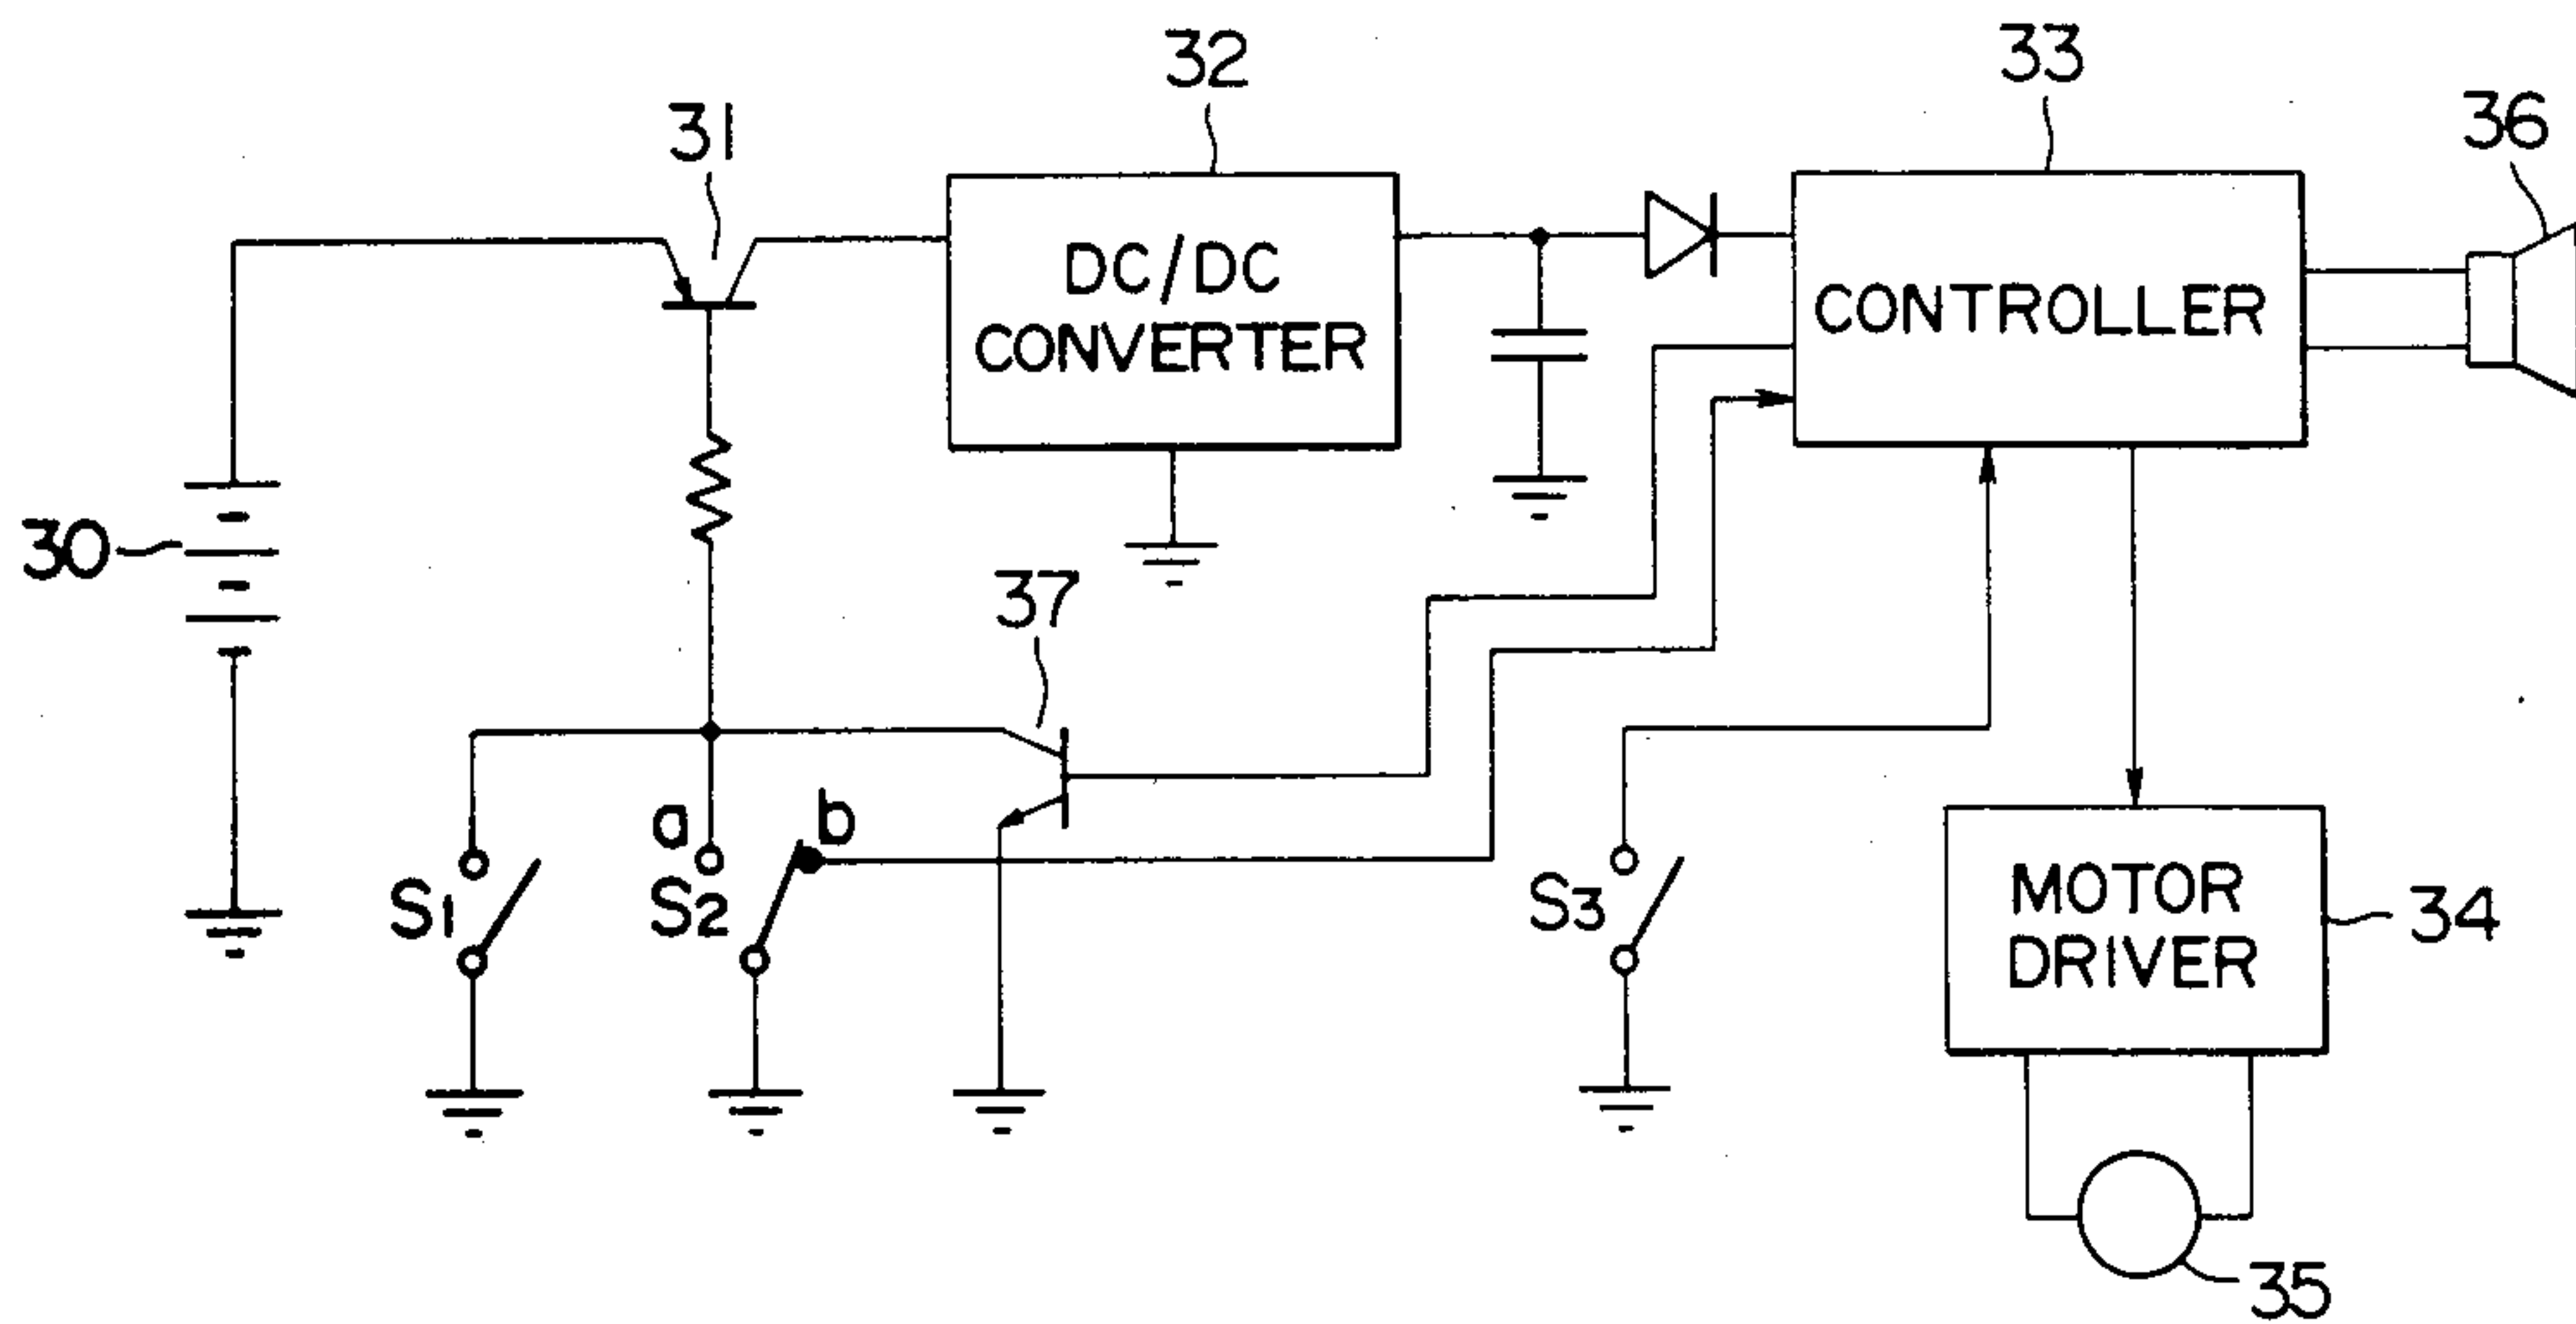 32
33
36
31
DC/DC
CONVERTER
CONTROLLER
30
37
a
b
S1
S2
S3
MOTOR
DRIVER
34
35